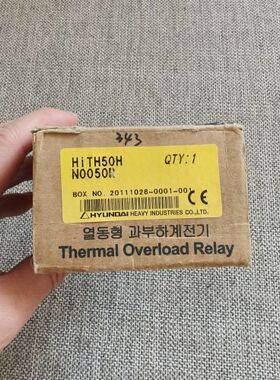 343
HiTH50H QTY:1
N0050R
BOX NO. 20111028-0001-001
HYUNDAI HEAVY INDUSTRIES CO.,LTD. CE
열동형 과부하계전기
Thermal Overload Relay